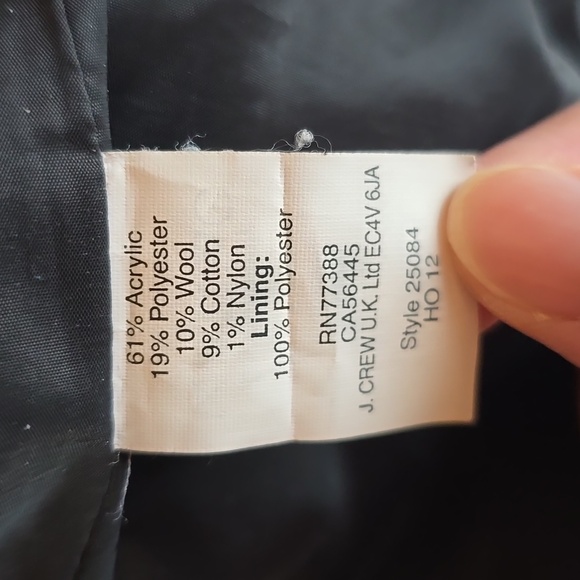 61% Acrylic
19% Polyester
10% Wool
9% Cotton
1% Nylon
Lining:
100% Polyester
RN77388
CA56445
J. CREW U.K. Ltd EC4V 6JA
Style 25084
HO 12